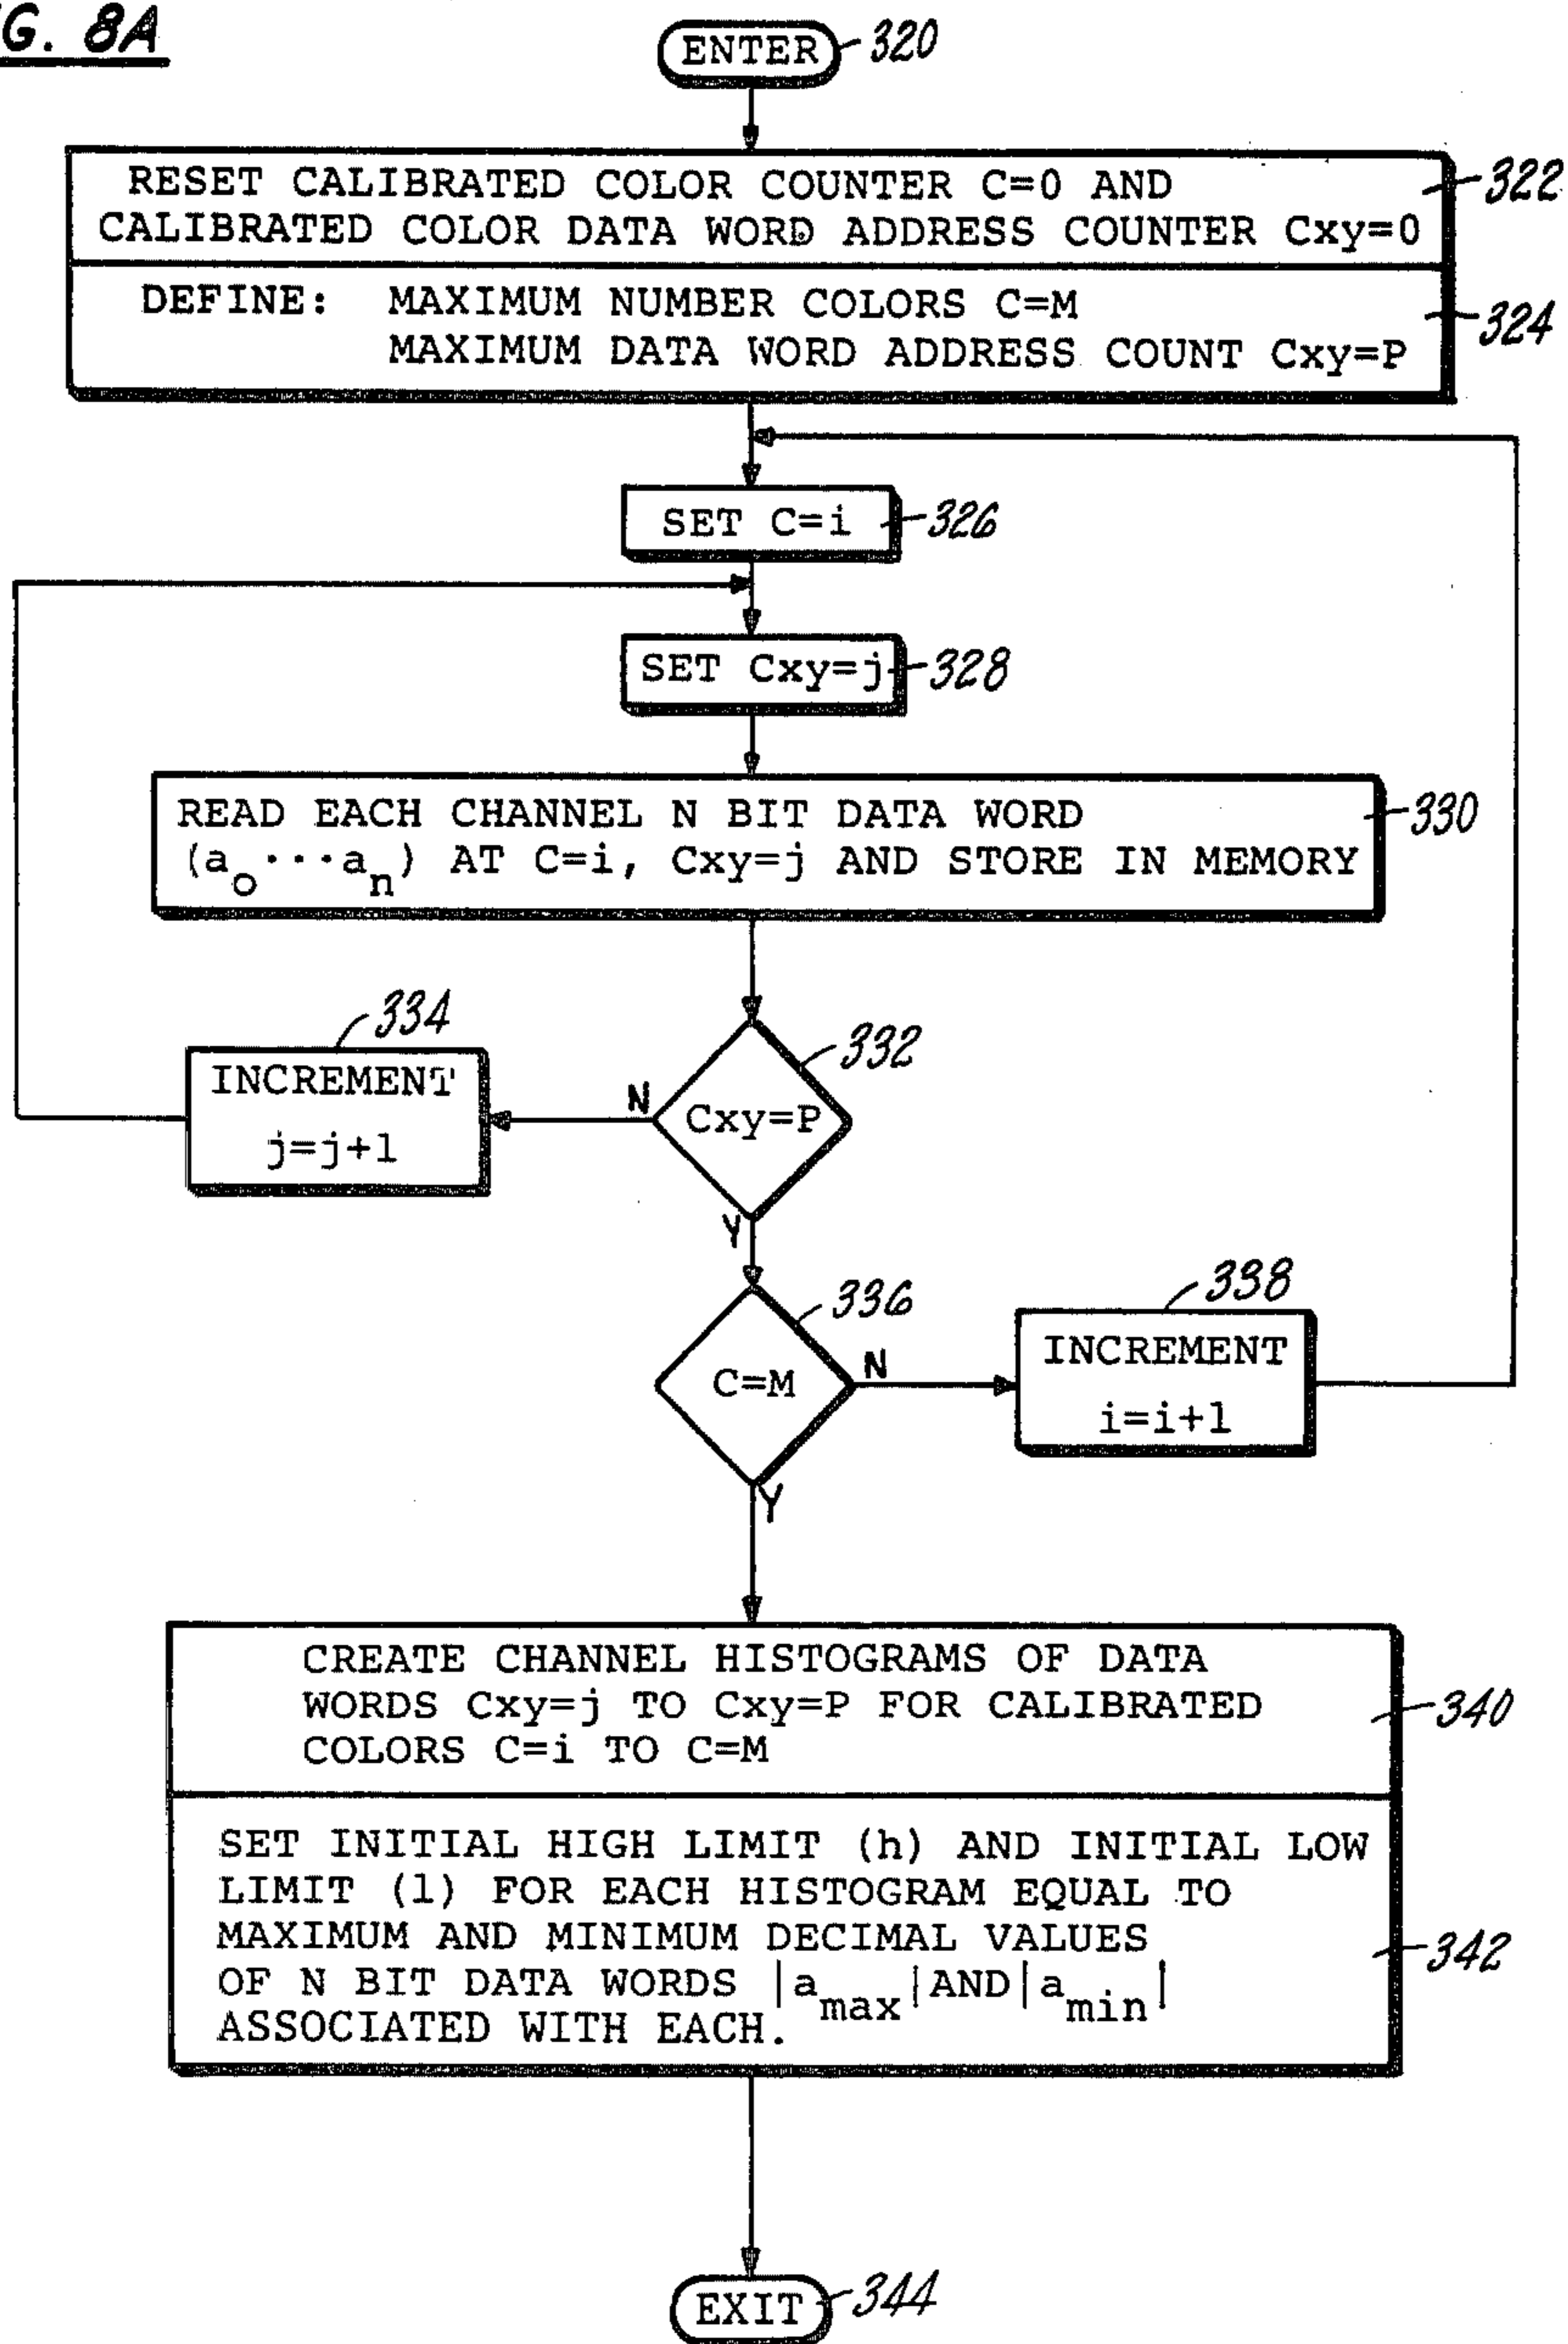 G. 8A
ENTER 320
RESET CALIBRATED COLOR COUNTER C=0 AND
CALIBRATED COLOR DATA WORD ADDRESS COUNTER Cxy=0
322
DEFINE: MAXIMUM NUMBER COLORS C=M
MAXIMUM DATA WORD ADDRESS COUNT Cxy=P
324
SET C=i 326
SET Cxy=j 328
READ EACH CHANNEL N BIT DATA WORD
(ao···an) AT C=i, Cxy=j AND STORE IN MEMORY
330
334
INCREMENT
j=j+1
332
N
Cxy=P
Y
336
C=M
N
Y
338
INCREMENT
i=i+1
CREATE CHANNEL HISTOGRAMS OF DATA
WORDS Cxy=j TO Cxy=P FOR CALIBRATED
COLORS C=i TO C=M
340
SET INITIAL HIGH LIMIT (h) AND INITIAL LOW
LIMIT (l) FOR EACH HISTOGRAM EQUAL TO
MAXIMUM AND MINIMUM DECIMAL VALUES
OF N BIT DATA WORDS |amax| AND |amin|
ASSOCIATED WITH EACH.
342
EXIT 344